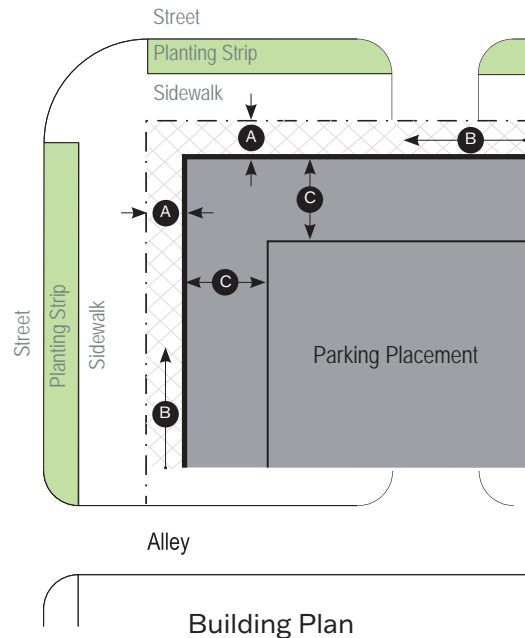 Street
Planting Strip
Sidewalk
A
B
C
A
C
Street
Planting Strip
Sidewalk
Parking Placement
B
Alley
Building Plan